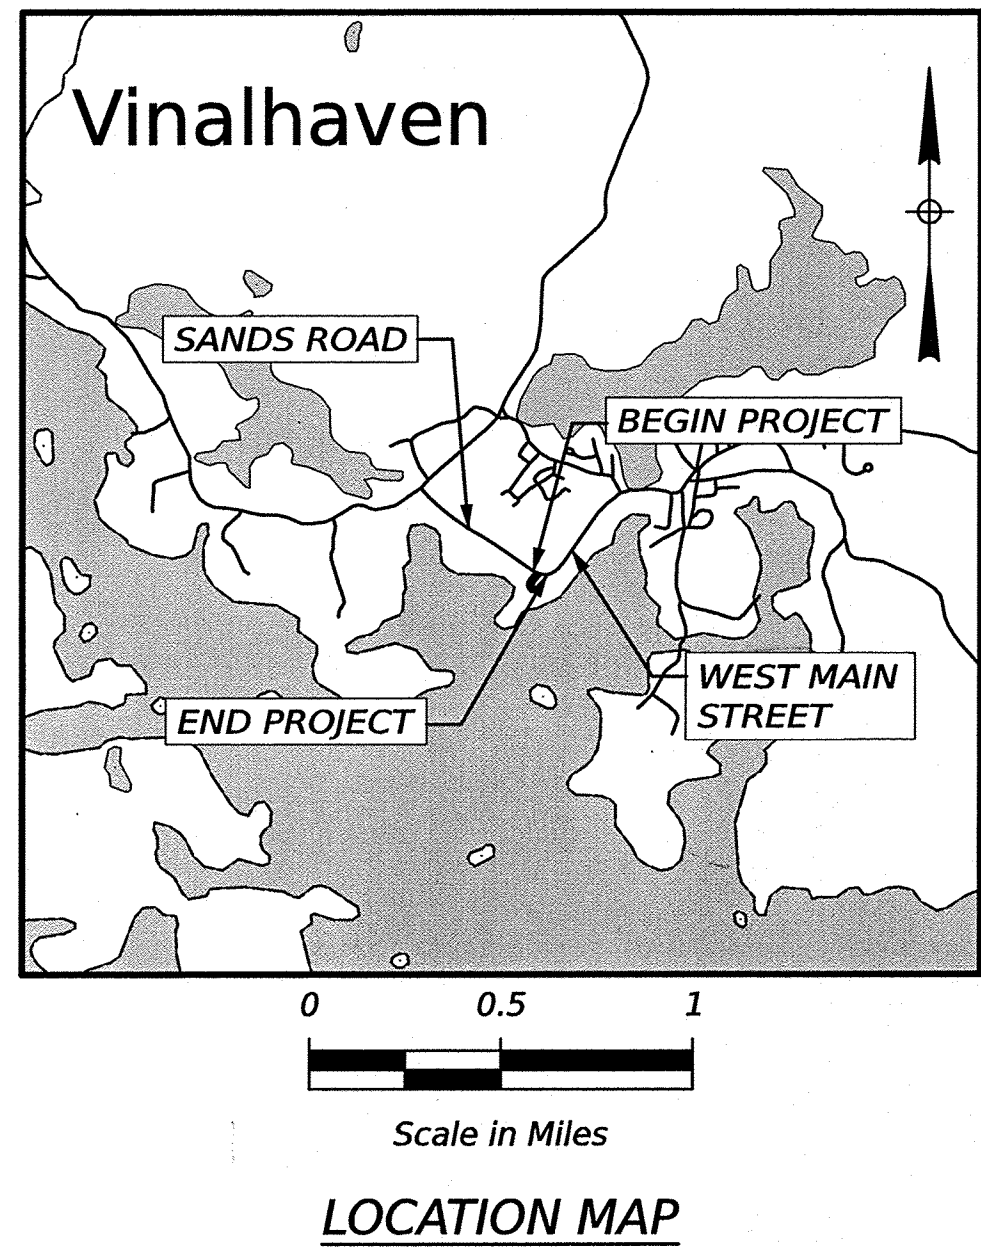 Vinalhaven
SANDS ROAD
BEGIN PROJECT
WEST MAIN
STREET
END PROJECT
0 0.5 1
Scale in Miles
LOCATION MAP